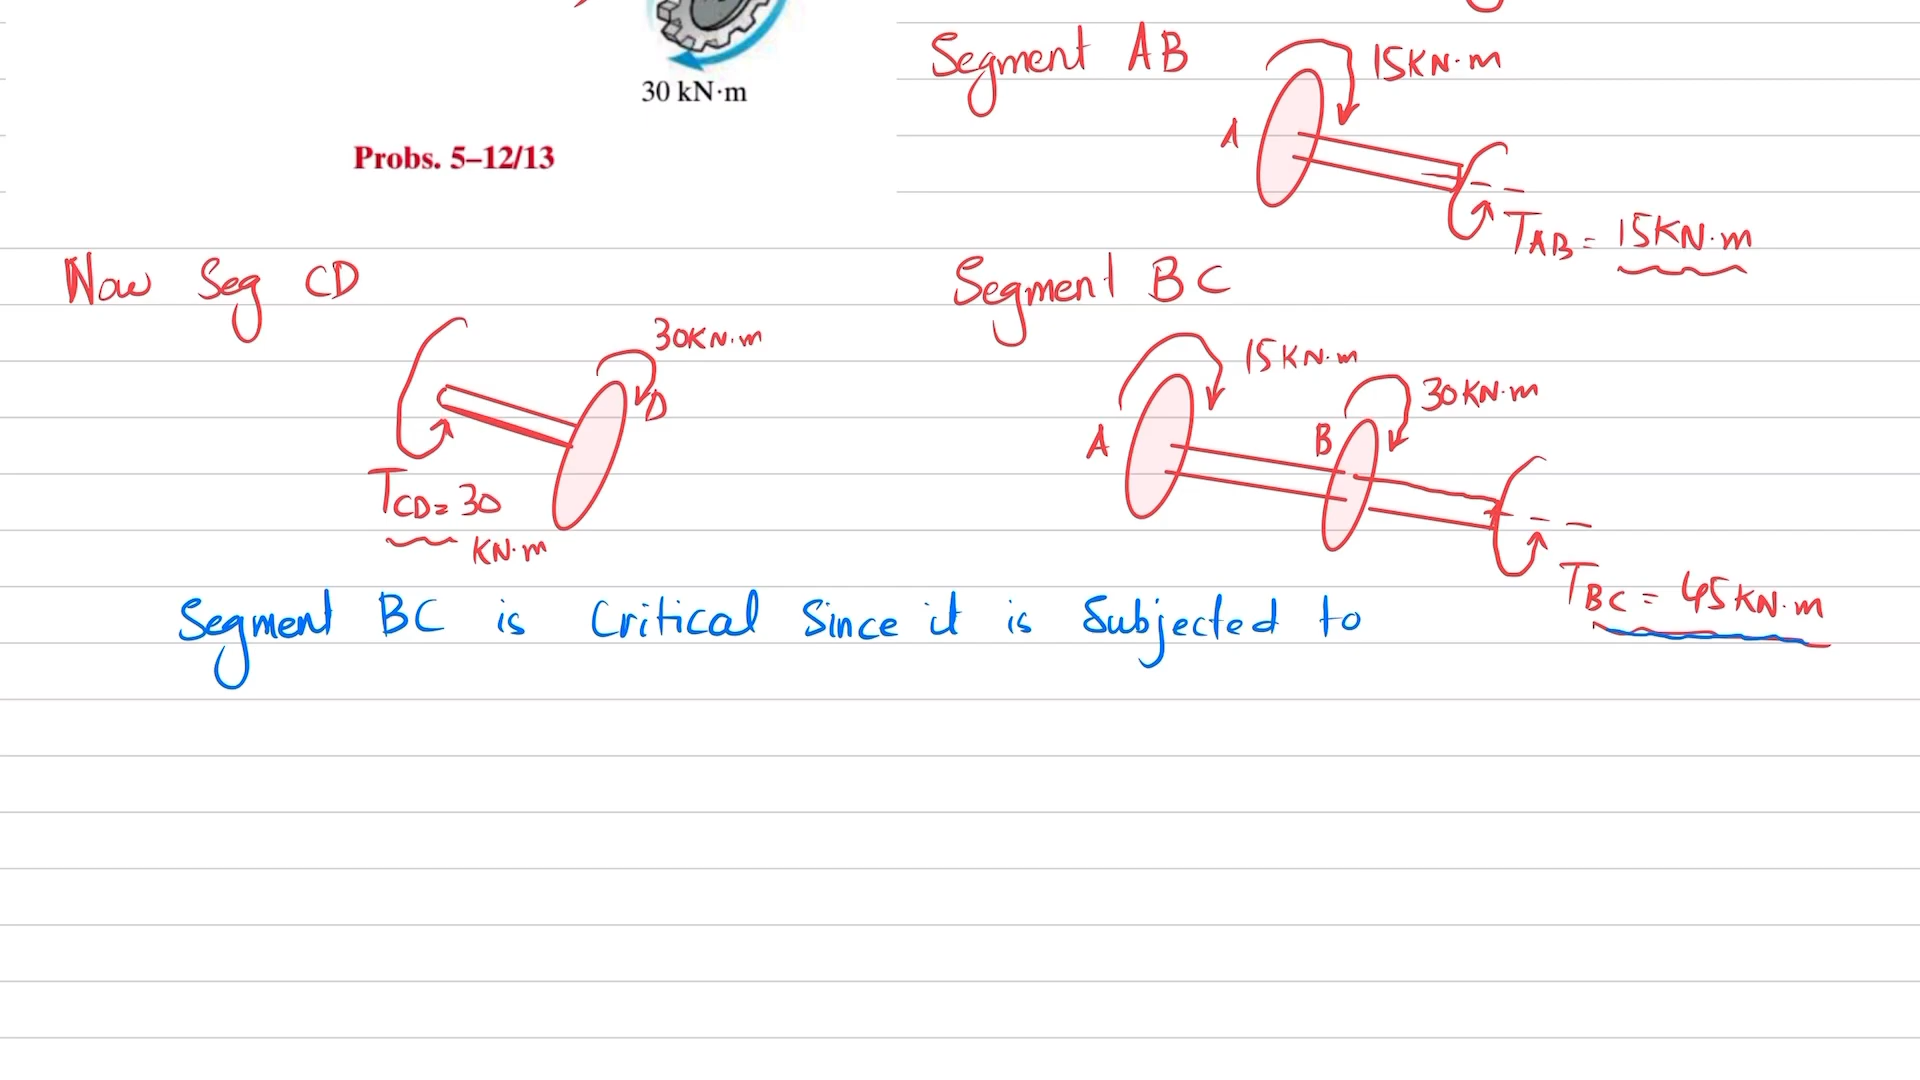 30 kN·m
Probs. 5–12/13
Segment AB
15KN·m
A
TAB = 15KN·m
Now Seg CD
30KN·m
D
TCD = 30
KN·m
Segment BC
15KN·m
30KN·m
A
B
TBC = 45KN·m
Segment BC is Critical Since it is Subjected to